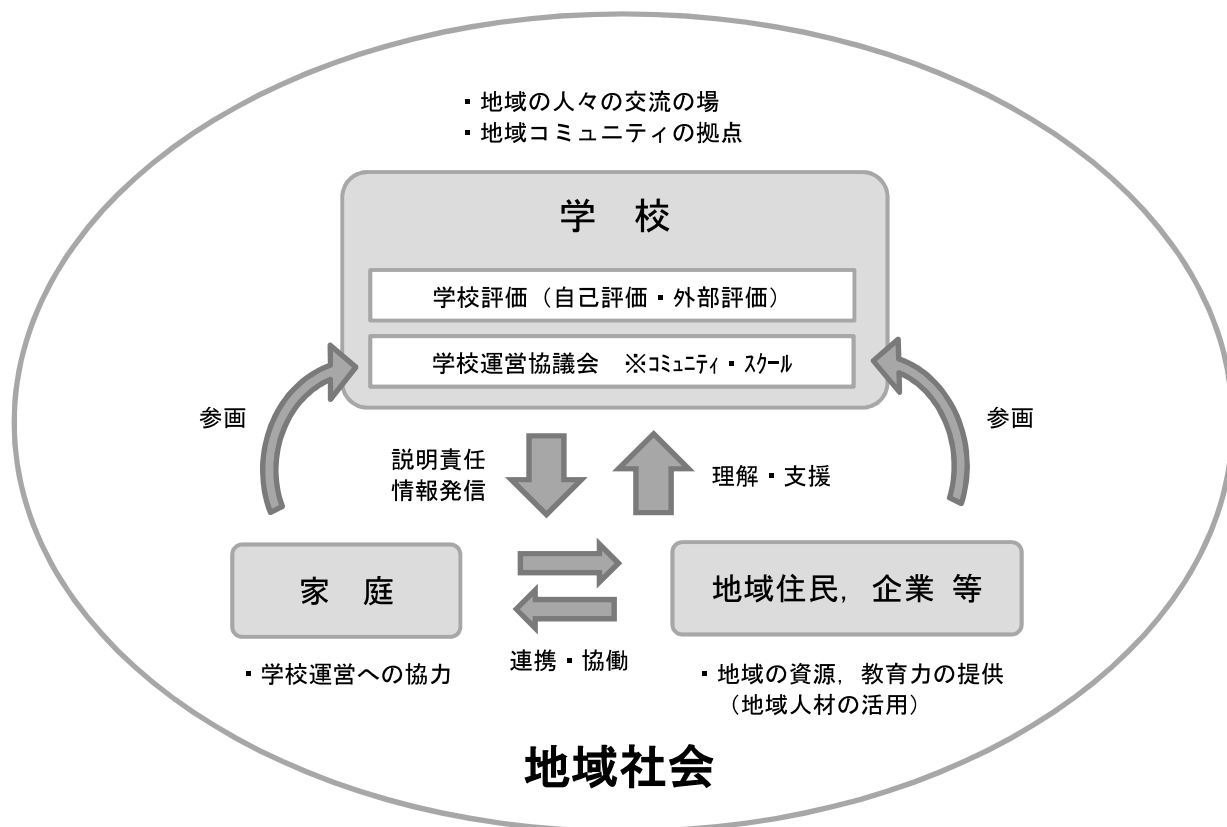 ・地域の人々の交流の場
・地域コミュニティの拠点
学　校
学校評価（自己評価・外部評価）
学校運営協議会　※ｺﾐｭﾆﾃｨ・ｽｸｰﾙ
参画
参画
説明責任
情報発信
理解・支援
家　庭
地域住民，企業 等
連携・協働
・学校運営への協力
・地域の資源，教育力の提供
（地域人材の活用）
地域社会